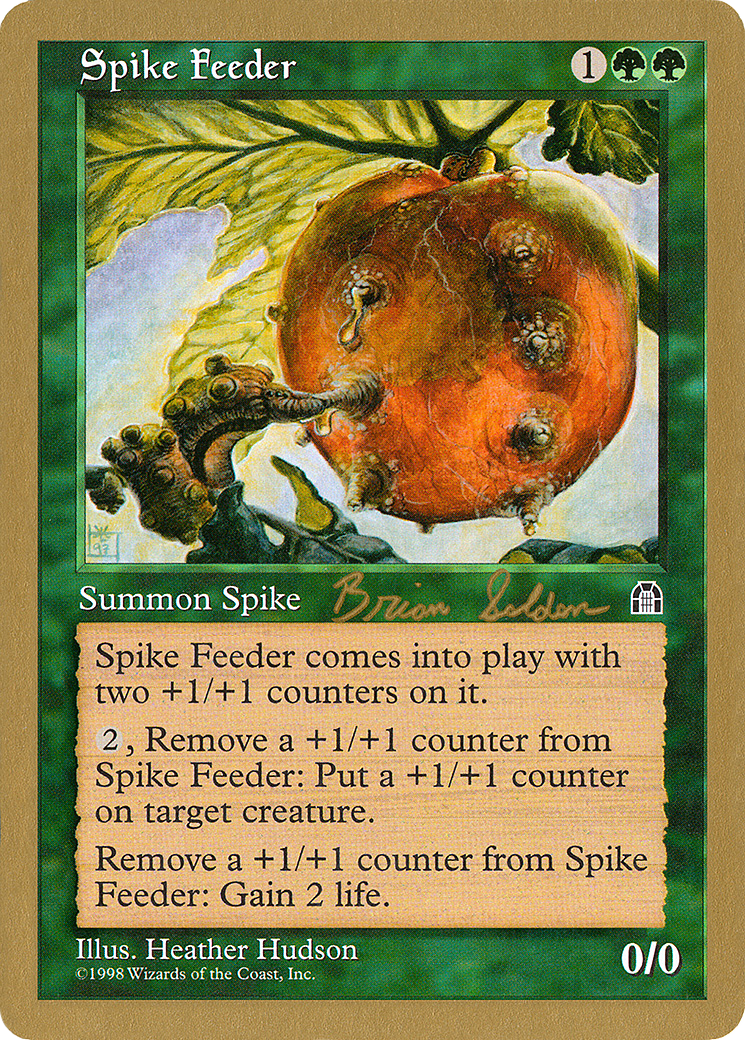 Spike Feeder 1
Summon Spike Brian Selden
Spike Feeder comes into play with
two +1/+1 counters on it.
2, Remove a +1/+1 counter from
Spike Feeder: Put a +1/+1 counter
on target creature.
Remove a +1/+1 counter from Spike
Feeder: Gain 2 life.
Illus. Heather Hudson
©1998 Wizards of the Coast, Inc.
0/0